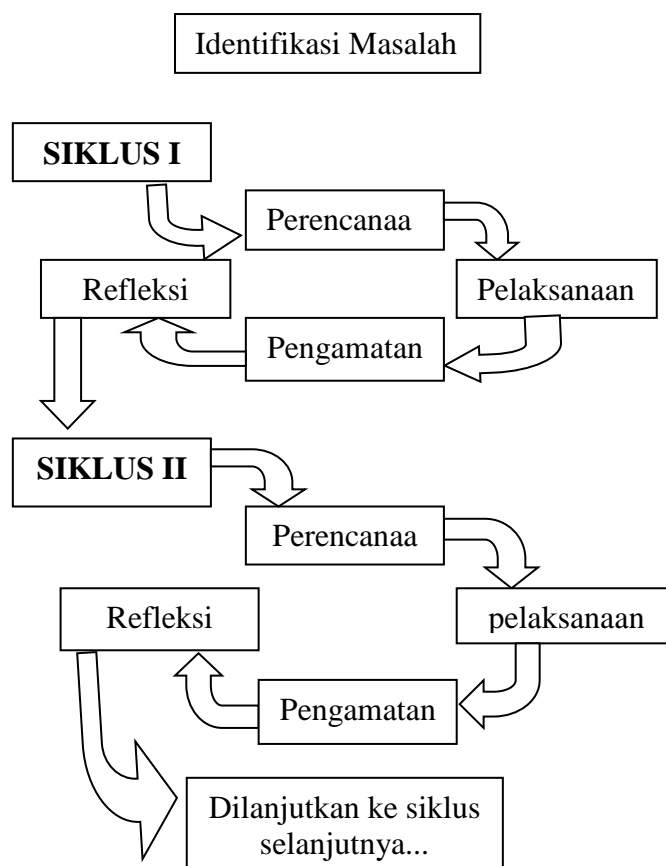 Identifikasi Masalah
SIKLUS I
Perencanaa
Refleksi
Pelaksanaan
Pengamatan
SIKLUS II
Perencanaa
Refleksi
pelaksanaan
Pengamatan
Dilanjutkan ke siklus
selanjutnya...